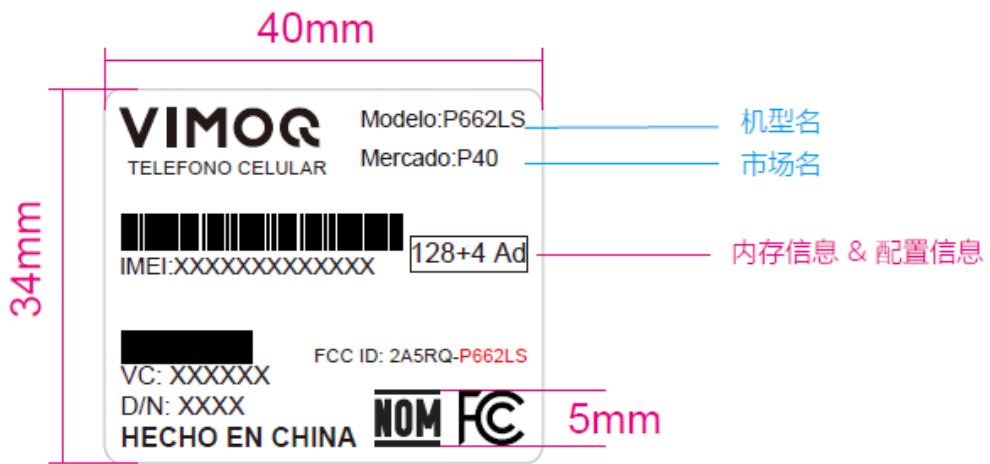 40mm
VIMOQ
TELEFONO CELULAR
Modelo:P662LS
机型名
Mercado:P40
市场名
34mm
IMEI:XXXXXXXXXXXXX
128+4 Ad
内存信息 & 配置信息
FCC ID: 2A5RQ-P662LS
VC: XXXXXX
D/N: XXXX
HECHO EN CHINA
NOM
FC
5mm